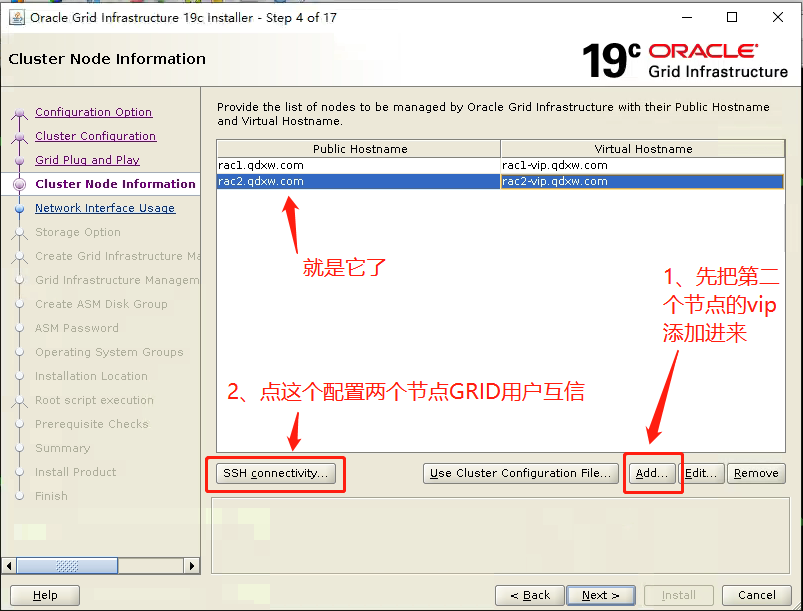 Oracle Grid Infrastructure 19c Installer - Step 4 of 17
Cluster Node Information
19c ORACLE
Grid Infrastructure
Configuration Option
Cluster Configuration
Grid Plug and Play
Cluster Node Information
Network Interface Usage
Storage Option
Create Grid Infrastructure Ma
Grid Infrastructure Managem
Create ASM Disk Group
ASM Password
Operating System Groups
Installation Location
Root script execution
Prerequisite Checks
Summary
Install Product
Finish
Provide the list of nodes to be managed by Oracle Grid Infrastructure with their Public Hostname
and Virtual Hostname.
Public Hostname Virtual Hostname
rac1.qdxw.com rac1-vip.qdxw.com
rac2.qdxw.com rac2-vip.qdxw.com
就是它了
1、先把第二
个节点的vip
添加进来
2、点这个配置两个节点GRID用户互信
SSH connectivity... Use Cluster Configuration File... Add... Edit... Remove
Help < Back Next > Install Cancel